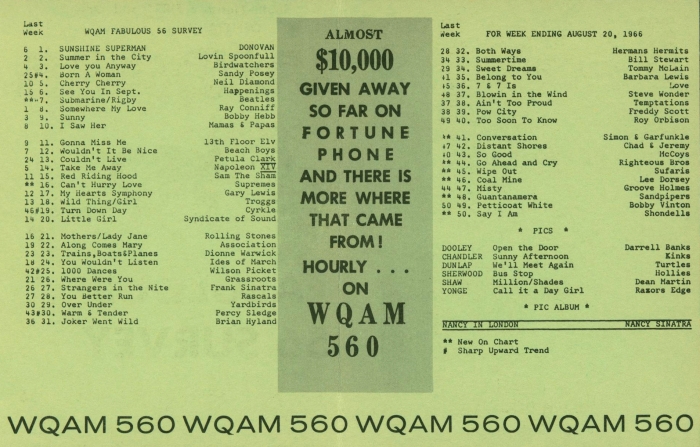 Last
Week WQAM FABULOUS 56 SURVEY
6 1. SUNSHINE SUPERMAN DONOVAN
2 2. Summer in the City Lovin Spoonfull
4 3. Love you Anyway Birdwatchers
25#4. Born A Woman Sandy Posey
10 5. Cherry Cherry Neil Diamond
15 6. See You In Sept. Happenings
**-7. Submarine/Rigby Beatles
1 8. Somewhere My Love Ray Conniff
3 9. Sunny Bobby Hebb
8 10. I Saw Her Mamas & Papas
9 11. Gonna Miss Me 13th Floor Elv
7 12. Wouldn't It Be Nice Beach Boys
24 13. Couldn't Live Petula Clark
5 14. Take Me Away Napoleon XIV
11 15. Red Riding Hood Sam The Sham
** 16. Can't Hurry Love Supremes
12 17. My Hearts Symphony Gary Lewis
13 18. Wild Thing/Girl Troggs
46#19. Turn Down Day Cyrkle
14 20. Little Girl Syndicate of Sound
16 21. Mothers/Lady Jane Rolling Stones
19 22. Along Comes Mary Association
23 23. Trains,Boats&Planes Dionne Warwick
18 24. You Wouldn't Listen Ides of March
42#25. 1000 Dances Wilson Picket
21 26. Where Were You Grassroots
26 27. Strangers in the Nite Frank Sinatra
27 28. You Better Run Rascals
30 29. Over Under Yardbirds
43#30. Warm & Tender Percy Sledge
36 31. Joker Went Wild Brian Hyland
ALMOST
$10,000
GIVEN AWAY
SO FAR ON
FORTUNE
PHONE
AND THERE IS
MORE WHERE
THAT CAME
FROM!
HOURLY . . .
ON
WQAM
560
Last
Week FOR WEEK ENDING AUGUST 20, 1966
28 32. Both Ways Hermans Hermits
34 33. Summertime Bill Stewart
29 34. Sweet Dreams Tommy McLain
35. Belong to You Barbara Lewis
36. 7 & 7 Is Love
37. Blowin in the Wind Steve Wonder
37 38. Ain't Too Proud Temptations
38 39. Pow City Freddy Scott
49 40. Too Soon To Know Roy Orbison
41. Conversation Simon & Garfunkle
42. Distant Shores Chad & Jeremy
43. So Good McCoys
** 44. Go Ahead and Cry Righteous Bros
** 45. Wipe Out Sufaris
** 46. Coal Mine Lee Dorsey
44 47. Misty Groove Holmes
** 48. Guantanamera Sandpipers
50 49. Petticoat White Bobby Vinton
** 50. Say I Am Shondells
* PICS *
DOOLEY Open the Door Darrell Banks
CHANDLER Sunny Afternoon Kinks
DUNLAP We'll Meet Again Turtles
SHERWOOD Bus Stop Hollies
SHAW Million/Shades Dean Martin
YONGE Call it a Day Girl Razors Edge
* PIC ALBUM *
NANCY IN LONDON NANCY SINATRA
** New On Chart
# Sharp Upward Trend
WQAM 560 WQAM 560 WQAM 560 WQAM 560